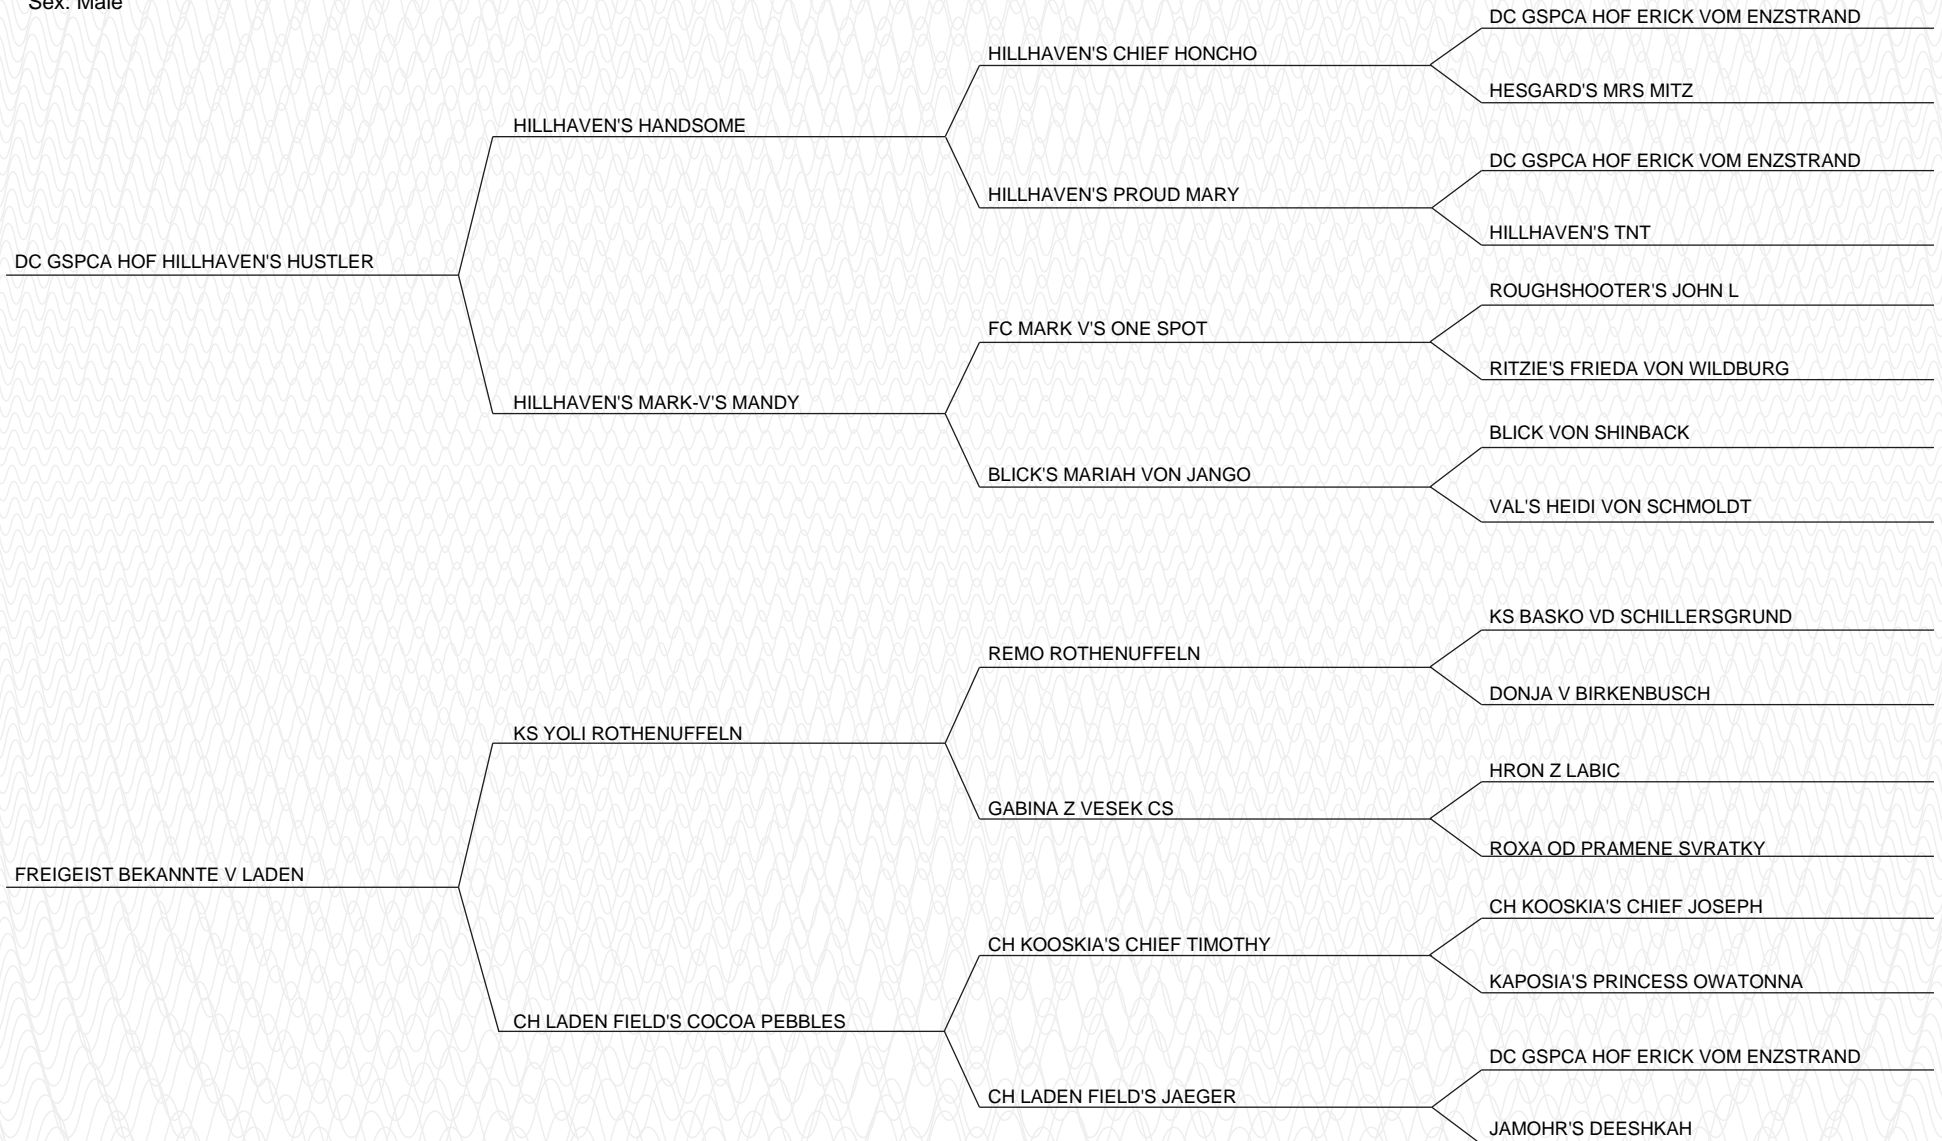 Sex: Male
DC GSPCA HOF ERICK VOM ENZSTRAND
HILLHAVEN'S CHIEF HONCHO
HESGARD'S MRS MITZ
HILLHAVEN'S HANDSOME
DC GSPCA HOF ERICK VOM ENZSTRAND
HILLHAVEN'S PROUD MARY
HILLHAVEN'S TNT
DC GSPCA HOF HILLHAVEN'S HUSTLER
ROUGHSHOOTER'S JOHN L
FC MARK V'S ONE SPOT
RITZIE'S FRIEDA VON WILDBURG
HILLHAVEN'S MARK-V'S MANDY
BLICK VON SHINBACK
BLICK'S MARIAH VON JANGO
VAL'S HEIDI VON SCHMOLDT
KS BASKO VD SCHILLERSGRUND
REMO ROTHENUFFELN
DONJA V BIRKENBUSCH
KS YOLI ROTHENUFFELN
HRON Z LABIC
GABINA Z VESEK CS
ROXA OD PRAMENE SVRATKY
FREIGEIST BEKANNTE V LADEN
CH KOOSKIA'S CHIEF JOSEPH
CH KOOSKIA'S CHIEF TIMOTHY
KAPOSIA'S PRINCESS OWATONNA
CH LADEN FIELD'S COCOA PEBBLES
DC GSPCA HOF ERICK VOM ENZSTRAND
CH LADEN FIELD'S JAEGER
JAMOHR'S DEESHKAH